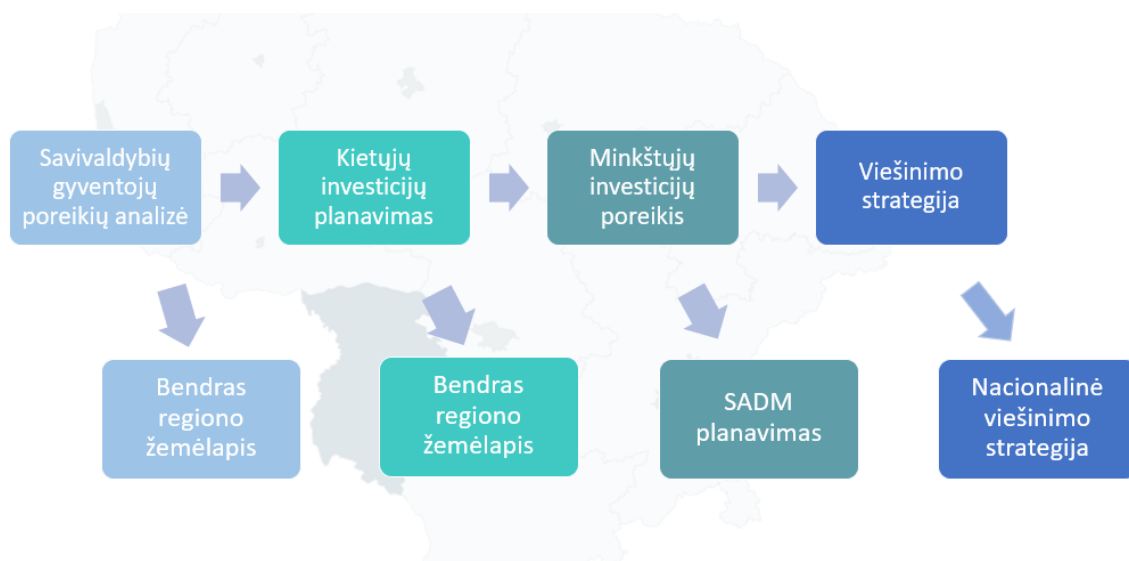 Savivaldybių
gyventojų
poreikių analizė
Kietųjų
investicijų
planavimas
Minkštųjų
investicijų
poreikis
Viešinimo
strategija
Bendras
regiono
žemėlapis
Bendras
regiono
žemėlapis
SADM
planavimas
Nacionalinė
viešinimo
strategija